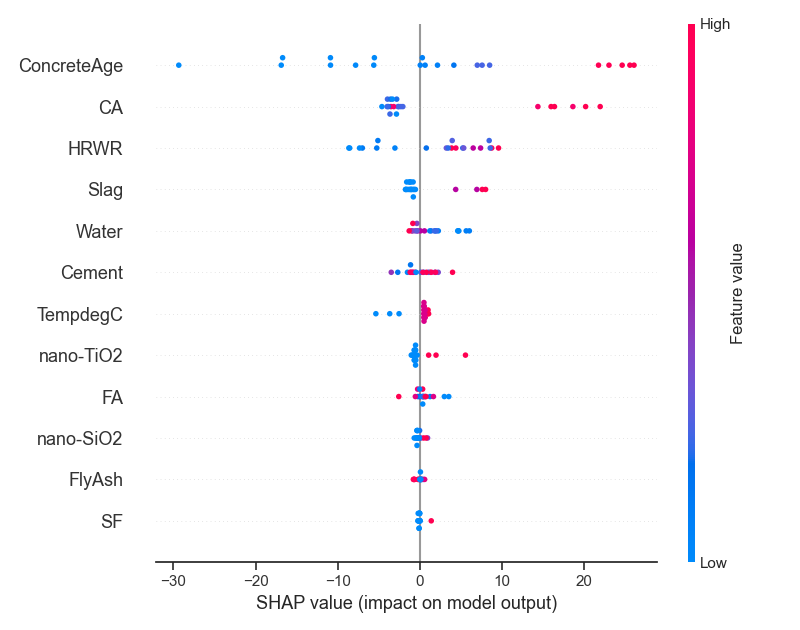 High
ConcreteAge
CA
HRWR
Slag
Water
Cement
TempdegC
nano-TiO2
FA
nano-SiO2
FlyAsh
SF
Feature value
Low
−30 −20 −10 0 10 20
SHAP value (impact on model output)